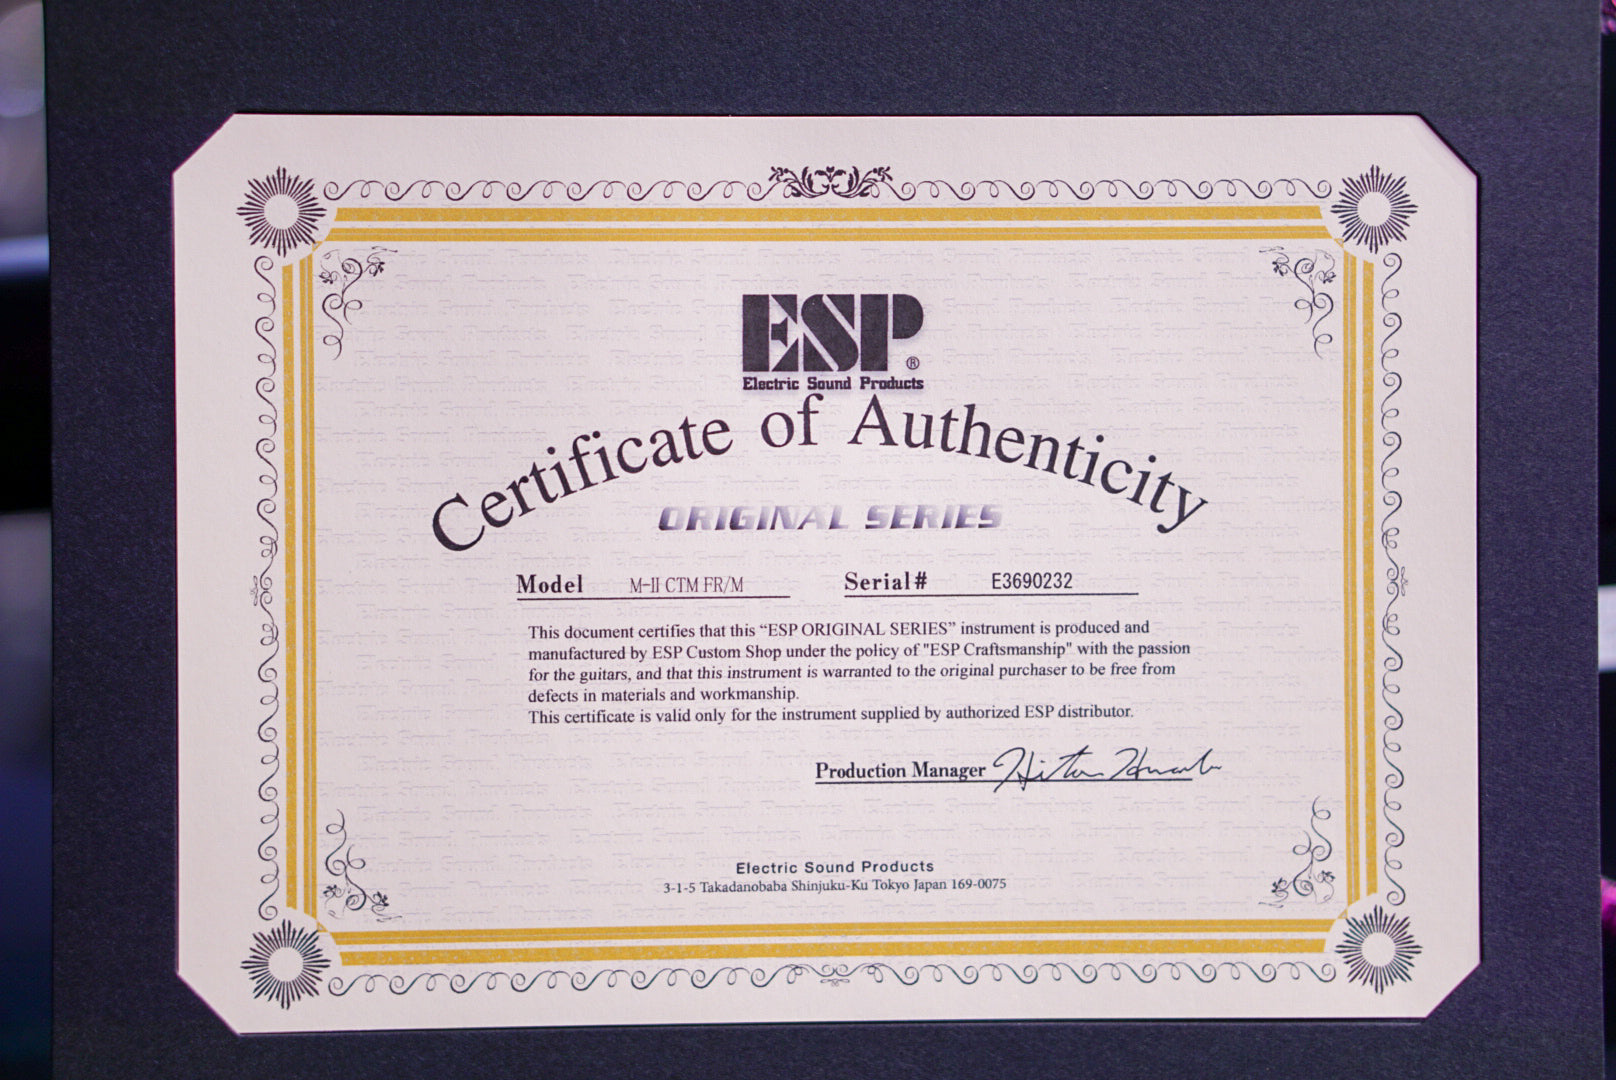 ESP®
Electric Sound Products
Certificate of Authenticity
ORIGINAL SERIES
Model M-II CTM FR/M Serial# E3690232
This document certifies that this “ESP ORIGINAL SERIES” instrument is produced and
manufactured by ESP Custom Shop under the policy of "ESP Craftsmanship" with the passion
for the guitars, and that this instrument is warranted to the original purchaser to be free from
defects in materials and workmanship.
This certificate is valid only for the instrument supplied by authorized ESP distributor.
Production Manager
Electric Sound Products
3-1-5 Takadanobaba Shinjuku-Ku Tokyo Japan 169-0075